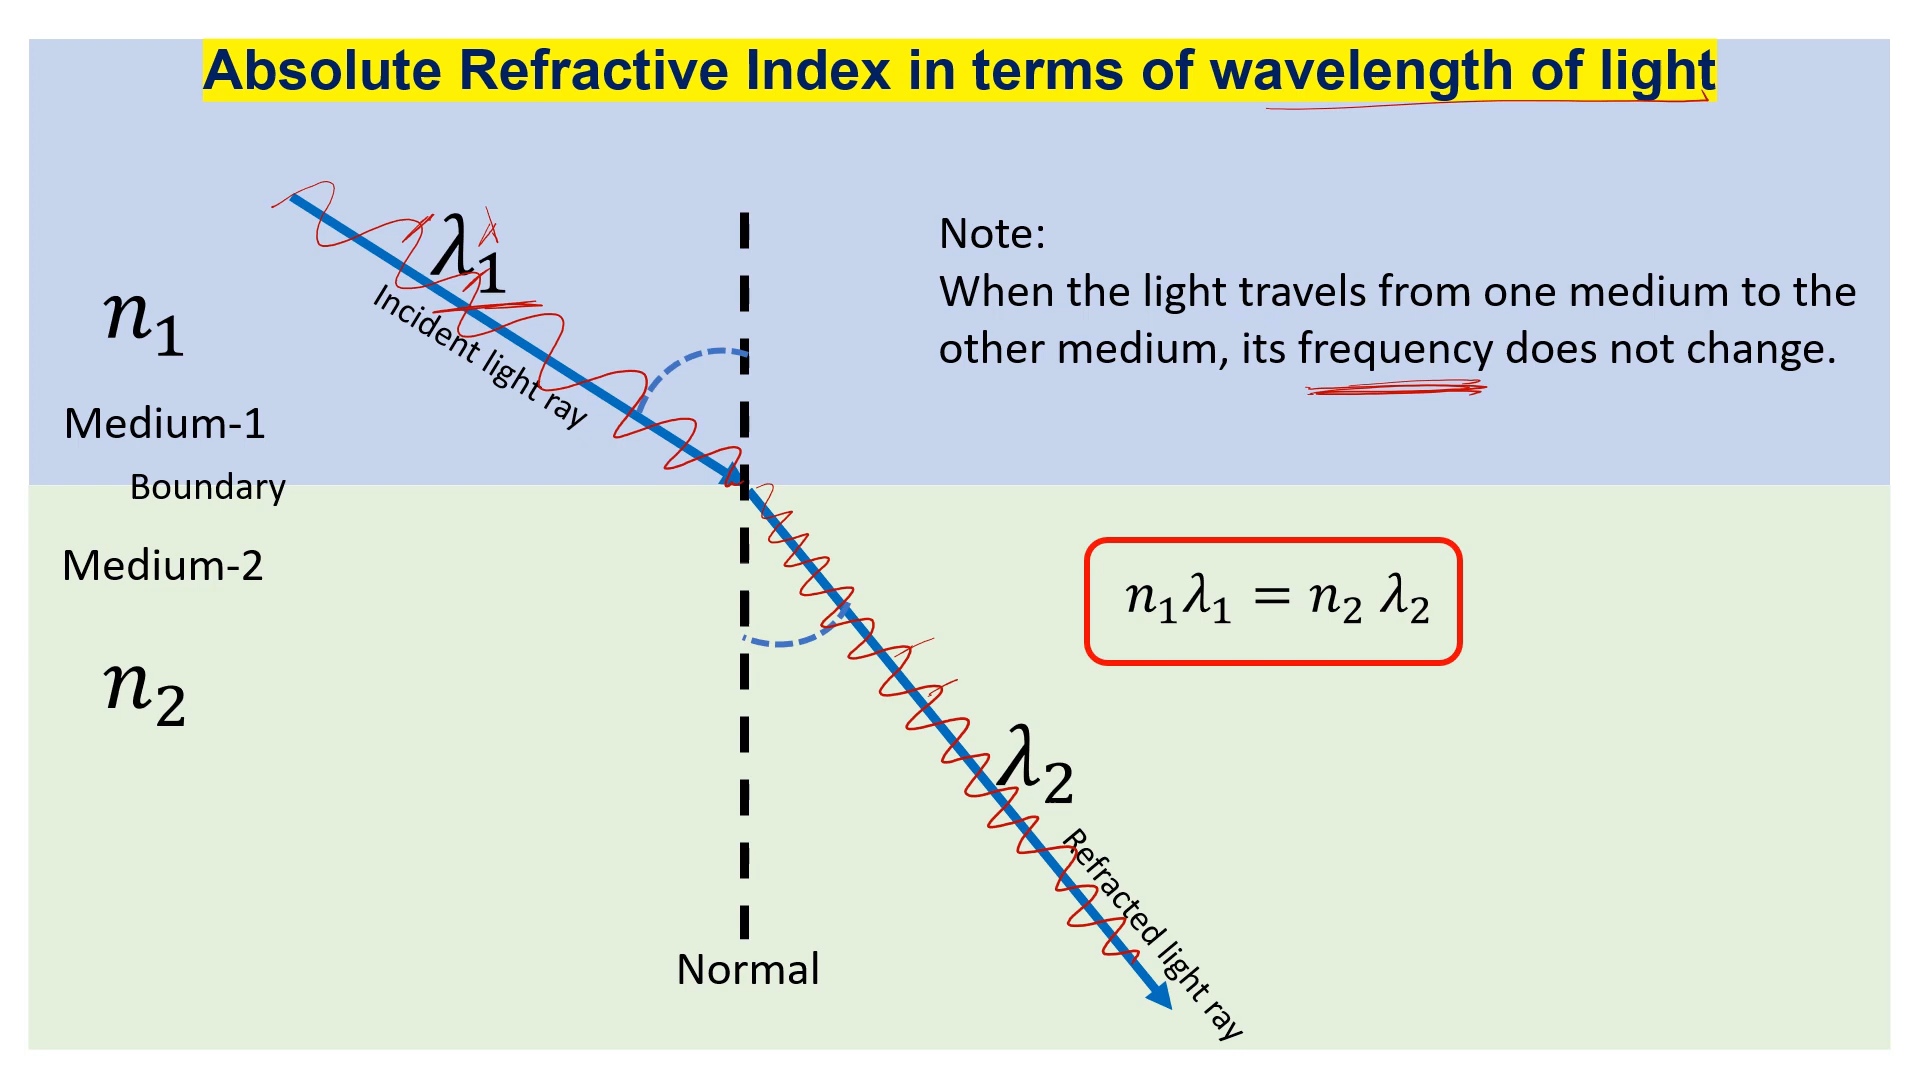 Absolute Refractive Index in terms of wavelength of light
λ₁
Incident light ray
n₁
Medium-1
Boundary
Note:
When the light travels from one medium to the
other medium, its frequency does not change.
Medium-2
n₂
n₁λ₁ = n₂ λ₂
λ₂
Refracted light ray
Normal